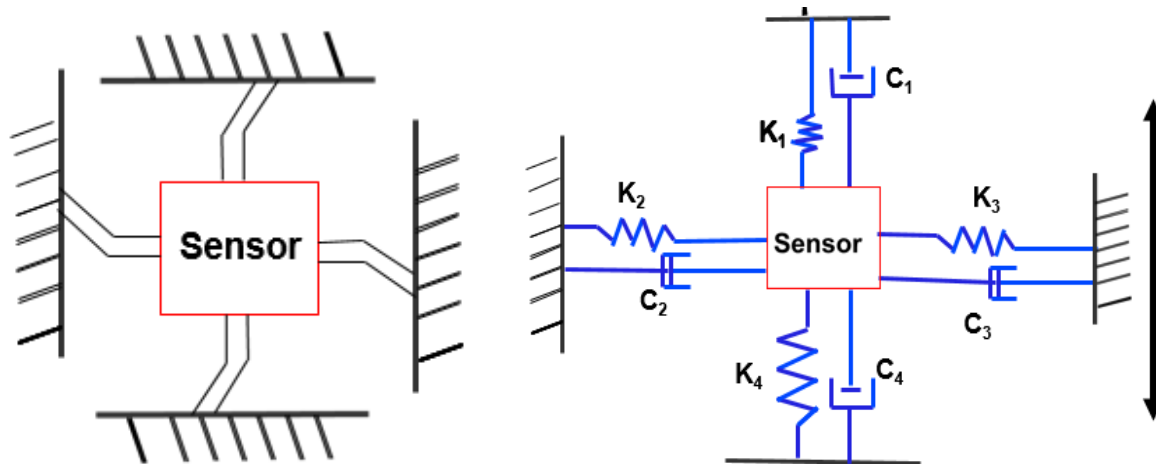 Sensor
C₁
K₁
K₂
K₃
Sensor
C₂
C₃
K₄
C₄